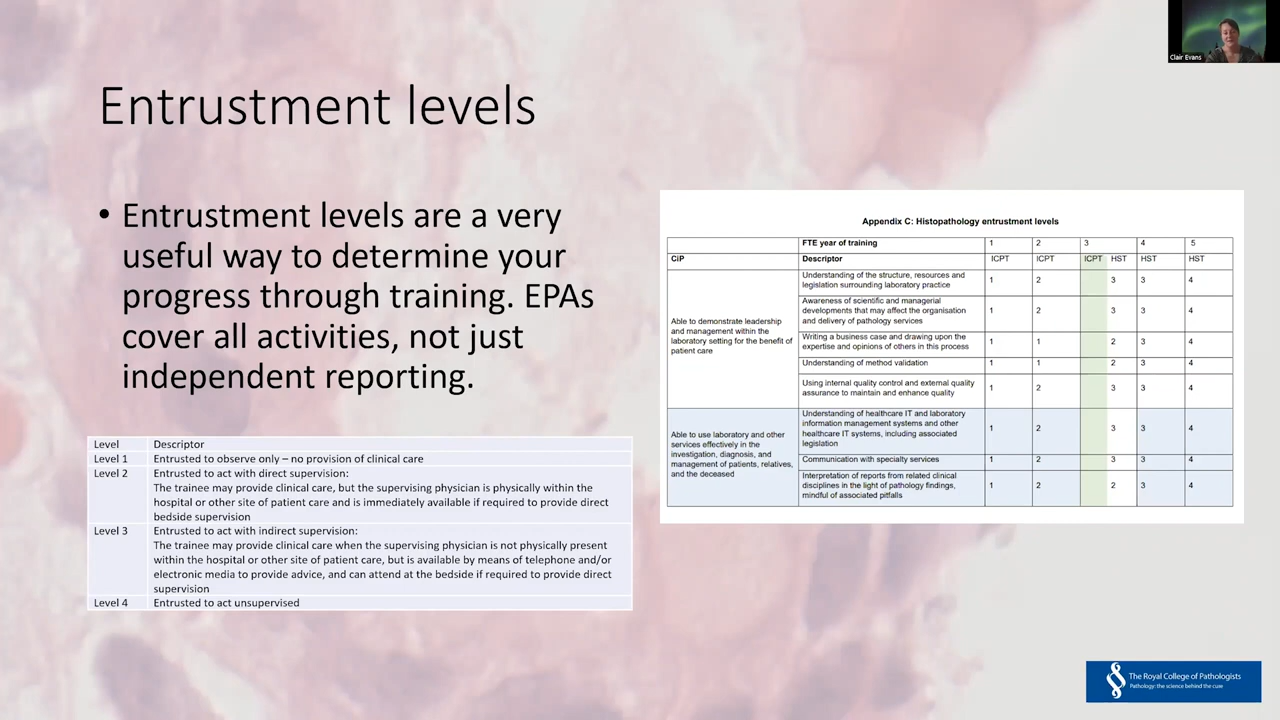 Clair Evans
Entrustment levels
• Entrustment levels are a very
useful way to determine your
progress through training. EPAs
cover all activities, not just
independent reporting.
Level Descriptor
Level 1 Entrusted to observe only – no provision of clinical care
Level 2 Entrusted to act with direct supervision:
The trainee may provide clinical care, but the supervising physician is physically within the
hospital or other site of patient care and is immediately available if required to provide direct
bedside supervision
Level 3 Entrusted to act with indirect supervision:
The trainee may provide clinical care when the supervising physician is not physically present
within the hospital or other site of patient care, but is available by means of telephone and/or
electronic media to provide advice, and can attend at the bedside if required to provide direct
supervision
Level 4 Entrusted to act unsupervised
Appendix C: Histopathology entrustment levels
FTE year of training 1 2 3 4 5
CiP Descriptor ICPT ICPT ICPT HST HST HST
Able to demonstrate leadership
and management within the
laboratory setting for the benefit of
patient care
Understanding of the structure, resources and
legislation surrounding laboratory practice
1 2 3 3 4
Awareness of scientific and managerial
developments that may affect the organisation
and delivery of pathology services
1 2 3 3 4
Writing a business case and drawing upon the
expertise and opinions of others in this process
1 1 2 3 4
Understanding of method validation 1 1 2 3 4
Using internal quality control and external quality
assurance to maintain and enhance quality
1 2 3 3 4
Able to use laboratory and other
services effectively in the
investigation, diagnosis, and
management of patients, relatives,
and the deceased
Understanding of healthcare IT and laboratory
information management systems and other
healthcare IT systems, including associated
legislation
1 2 3 3 4
Communication with specialty services 1 2 3 3 4
Interpretation of reports from related clinical
disciplines in the light of pathology findings,
mindful of associated pitfalls
1 2 2 3 4
The Royal College of Pathologists
Pathology: the science behind the cure